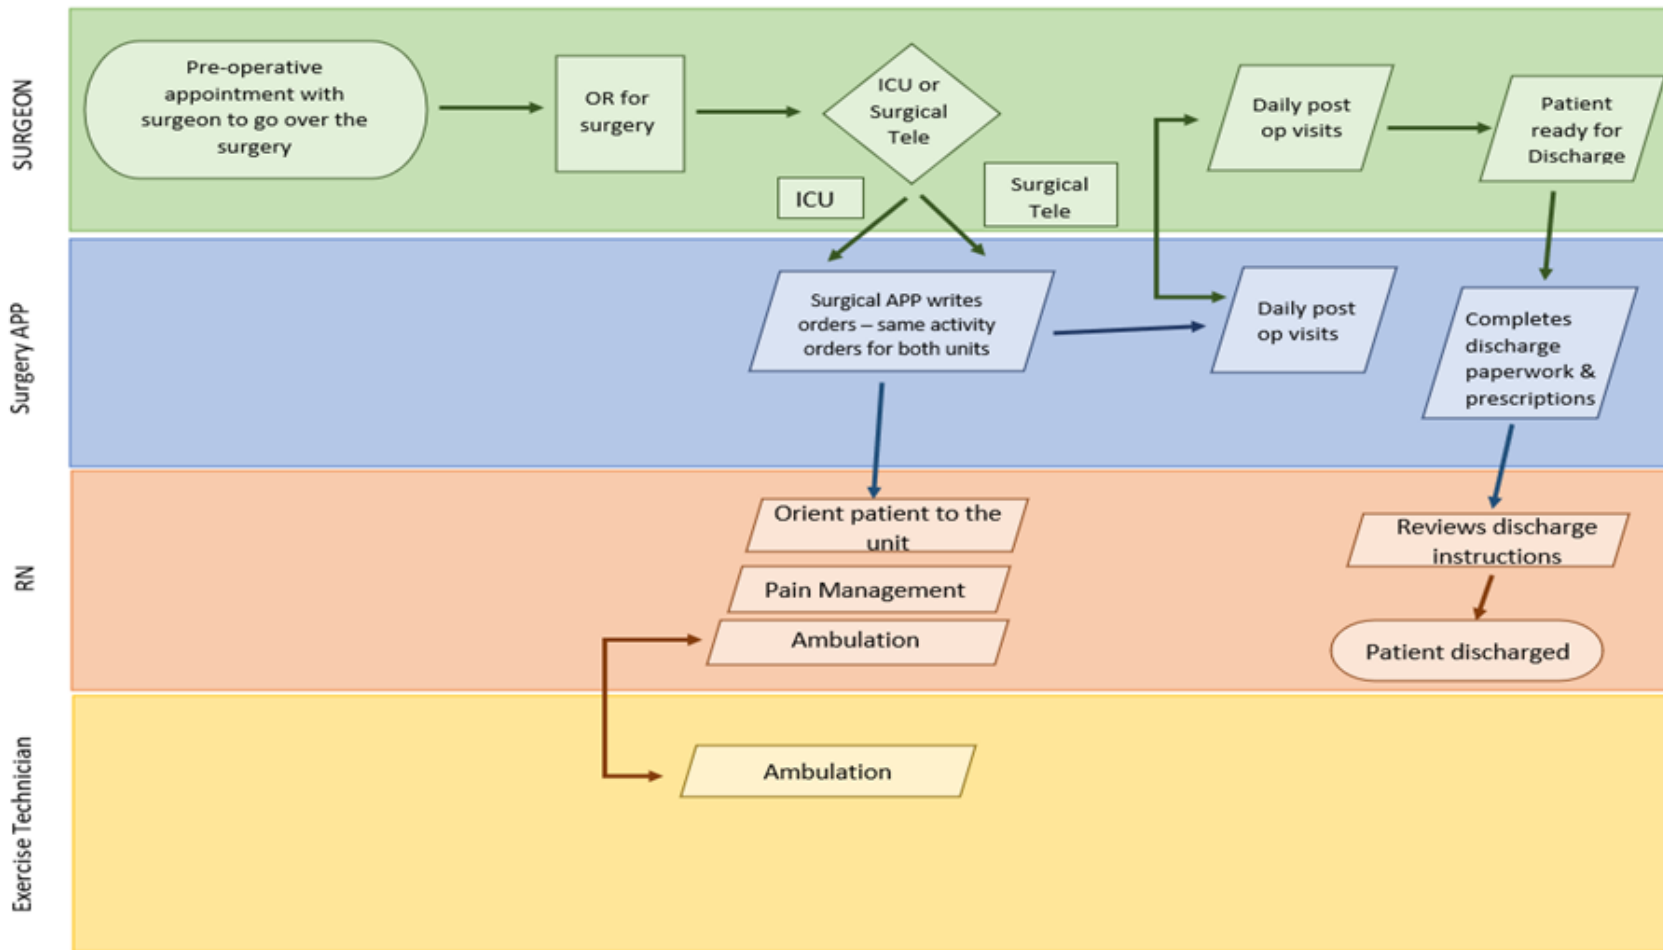 SURGEON
Pre-operative
appointment with
surgeon to go over the
surgery
OR for
surgery
ICU or
Surgical
Tele
ICU
Surgical
Tele
Daily post
op visits
Patient
ready for
Discharge
Surgery APP
Surgical APP writes
orders – same activity
orders for both units
Daily post
op visits
Completes
discharge
paperwork &
prescriptions
RN
Orient patient to the
unit
Pain Management
Ambulation
Reviews discharge
instructions
Patient discharged
Exercise Technician
Ambulation